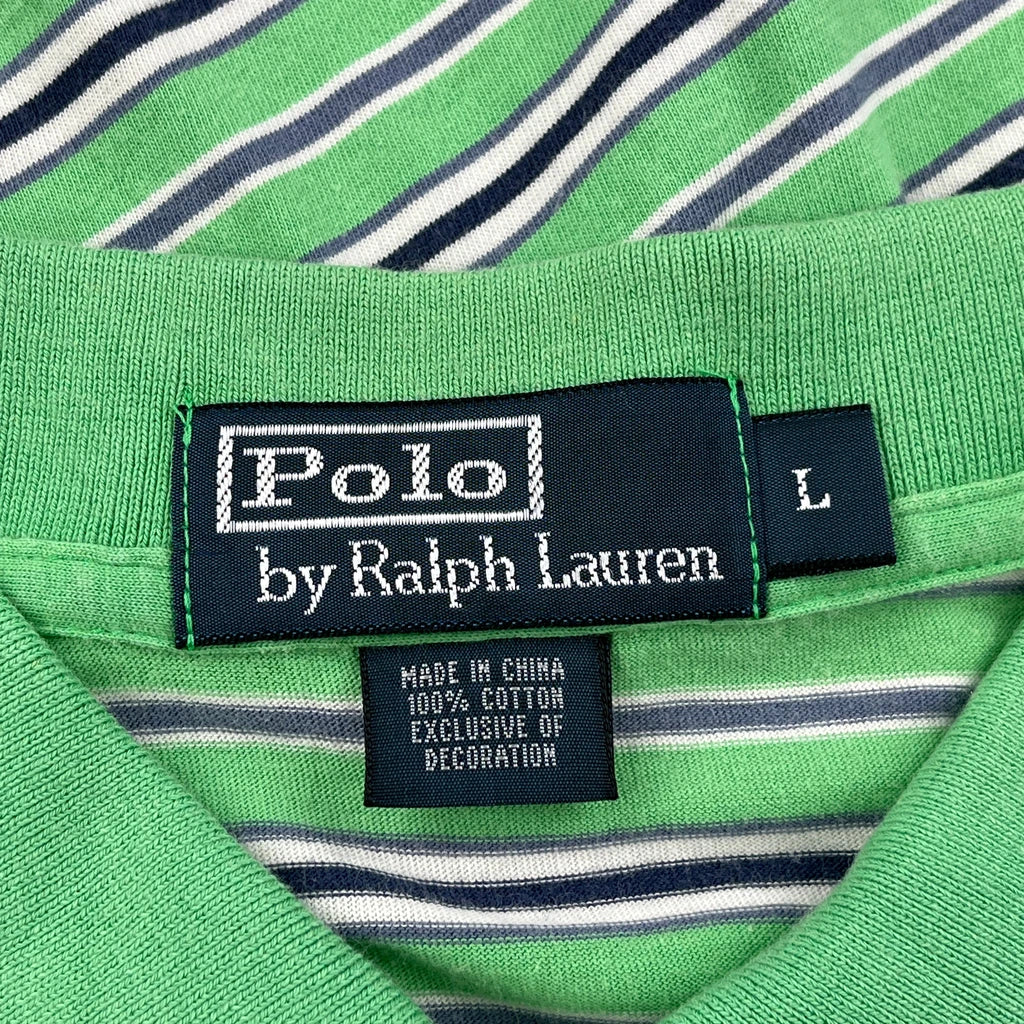 Polo
by Ralph Lauren
L
MADE IN CHINA
100% COTTON
EXCLUSIVE OF
DECORATION